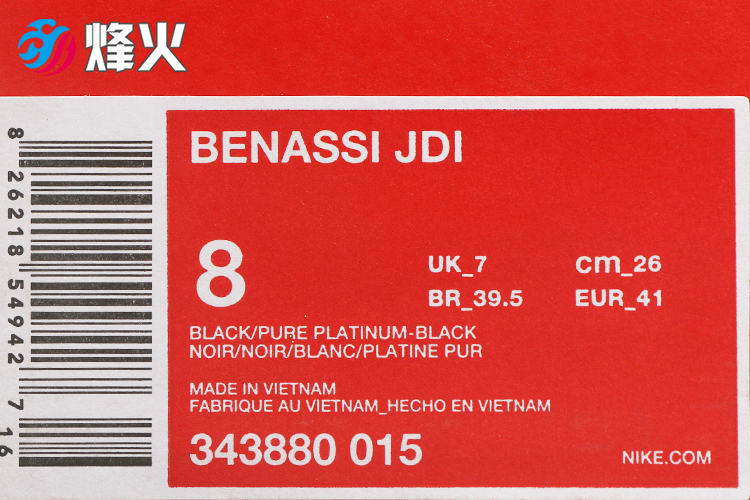 烽火
BENASSI JDI
8
UK_7
cm_26
BR_39.5
EUR_41
BLACK/PURE PLATINUM-BLACK
NOIR/NOIR/BLANC/PLATINE PUR
MADE IN VIETNAM
FABRIQUE AU VIETNAM_HECHO EN VIETNAM
343880 015
NIKE.COM
8 26218 54942 7 16